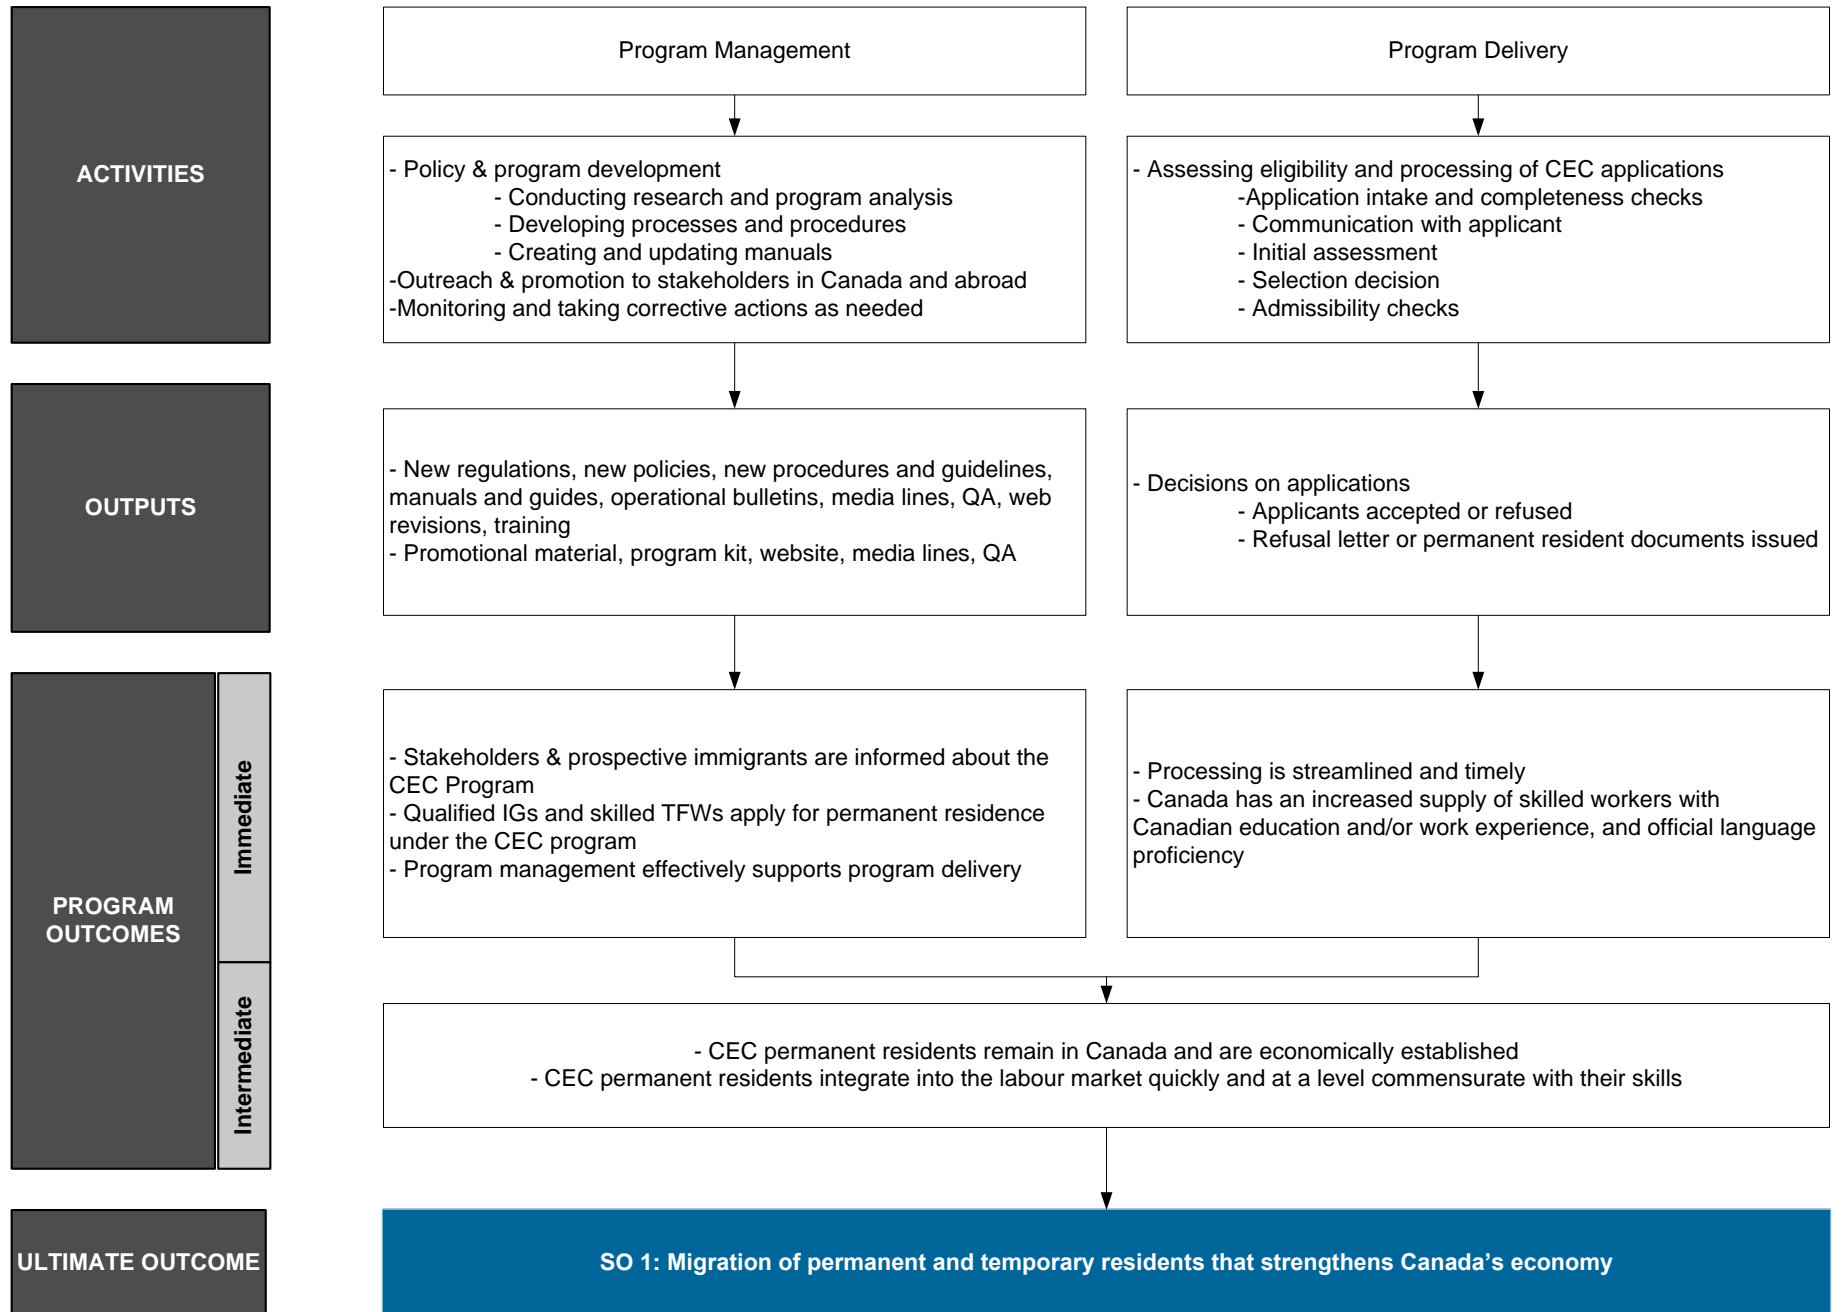 ACTIVITIES
Program Management
Program Delivery
- Policy & program development
- Conducting research and program analysis
- Developing processes and procedures
- Creating and updating manuals
-Outreach & promotion to stakeholders in Canada and abroad
-Monitoring and taking corrective actions as needed
- Assessing eligibility and processing of CEC applications
-Application intake and completeness checks
- Communication with applicant
- Initial assessment
- Selection decision
- Admissibility checks
OUTPUTS
- New regulations, new policies, new procedures and guidelines,
manuals and guides, operational bulletins, media lines, QA, web
revisions, training
- Promotional material, program kit, website, media lines, QA
- Decisions on applications
- Applicants accepted or refused
- Refusal letter or permanent resident documents issued
PROGRAM
OUTCOMES
Immediate
- Stakeholders & prospective immigrants are informed about the
CEC Program
- Qualified IGs and skilled TFWs apply for permanent residence
under the CEC program
- Program management effectively supports program delivery
- Processing is streamlined and timely
- Canada has an increased supply of skilled workers with
Canadian education and/or work experience, and official language
proficiency
Intermediate
- CEC permanent residents remain in Canada and are economically established
- CEC permanent residents integrate into the labour market quickly and at a level commensurate with their skills
ULTIMATE OUTCOME
SO 1: Migration of permanent and temporary residents that strengthens Canada’s economy